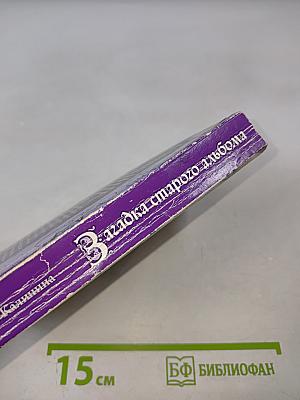 Калинина
Загадка старого альбома
15 см
БФ БИБЛИОФАН